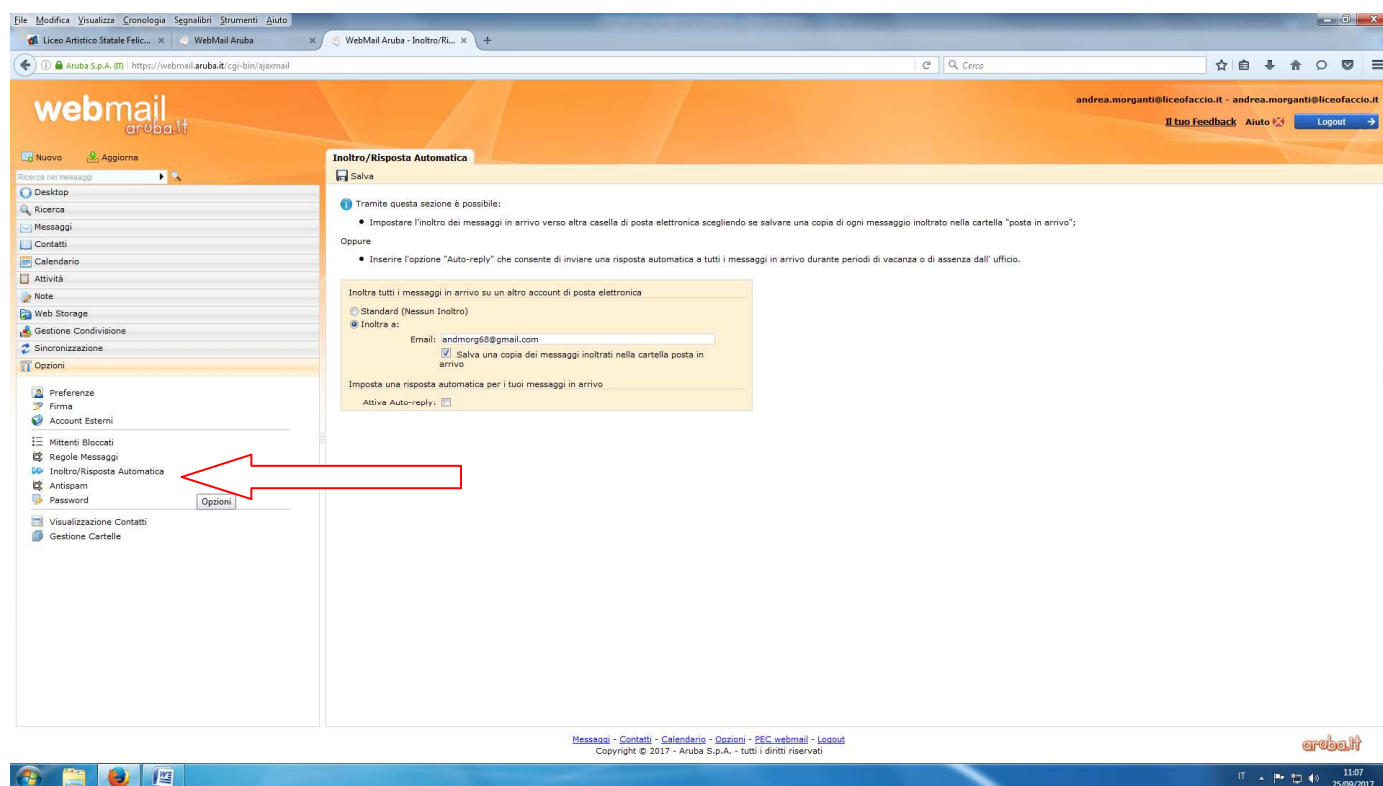 File Modifica Visualizza Cronologia Segnalibri Strumenti Aiuto
Liceo Artistico Statale Felic...
WebMail Aruba
WebMail Aruba - Inoltro/Ri...
Aruba S.p.A. (IT) https://webmail.aruba.it/cgi-bin/ajaxmail
Cerca
webmail
aruba.it
andrea.morganti@liceofaccio.it - andrea.morganti@liceofaccio.it
Il tuo Feedback Aiuto Logout
Nuovo Aggiorna
Ricerca nei messaggi
Desktop
Ricerca
Messaggi
Contatti
Calendario
Attività
Note
Web Storage
Gestione Condivisione
Sincronizzazione
Opzioni
Preferenze
Firma
Account Esterni
Mittenti Bloccati
Regole Messaggi
Inoltro/Risposta Automatica
Antispam
Password
Opzioni
Visualizzazione Contatti
Gestione Cartelle
Inoltro/Risposta Automatica
Salva
Tramite questa sezione è possibile:
• Impostare l'inoltro dei messaggi in arrivo verso altra casella di posta elettronica scegliendo se salvare una copia di ogni messaggio inoltrato nella cartella "posta in arrivo";
Oppure
• Inserire l'opzione "Auto-reply" che consente di inviare una risposta automatica a tutti i messaggi in arrivo durante periodi di vacanza o di assenza dall' ufficio.
Inoltra tutti i messaggi in arrivo su un altro account di posta elettronica
Standard (Nessun Inoltro)
Inoltra a:
Email: andmorg68@gmail.com
Salva una copia dei messaggi inoltrati nella cartella posta in
arrivo
Imposta una risposta automatica per i tuoi messaggi in arrivo
Attiva Auto-reply:
Messaggi - Contatti - Calendario - Opzioni - PEC webmail - Logout
Copyright © 2017 - Aruba S.p.A. - tutti i diritti riservati
aruba.it
IT
11:07
25/09/2017